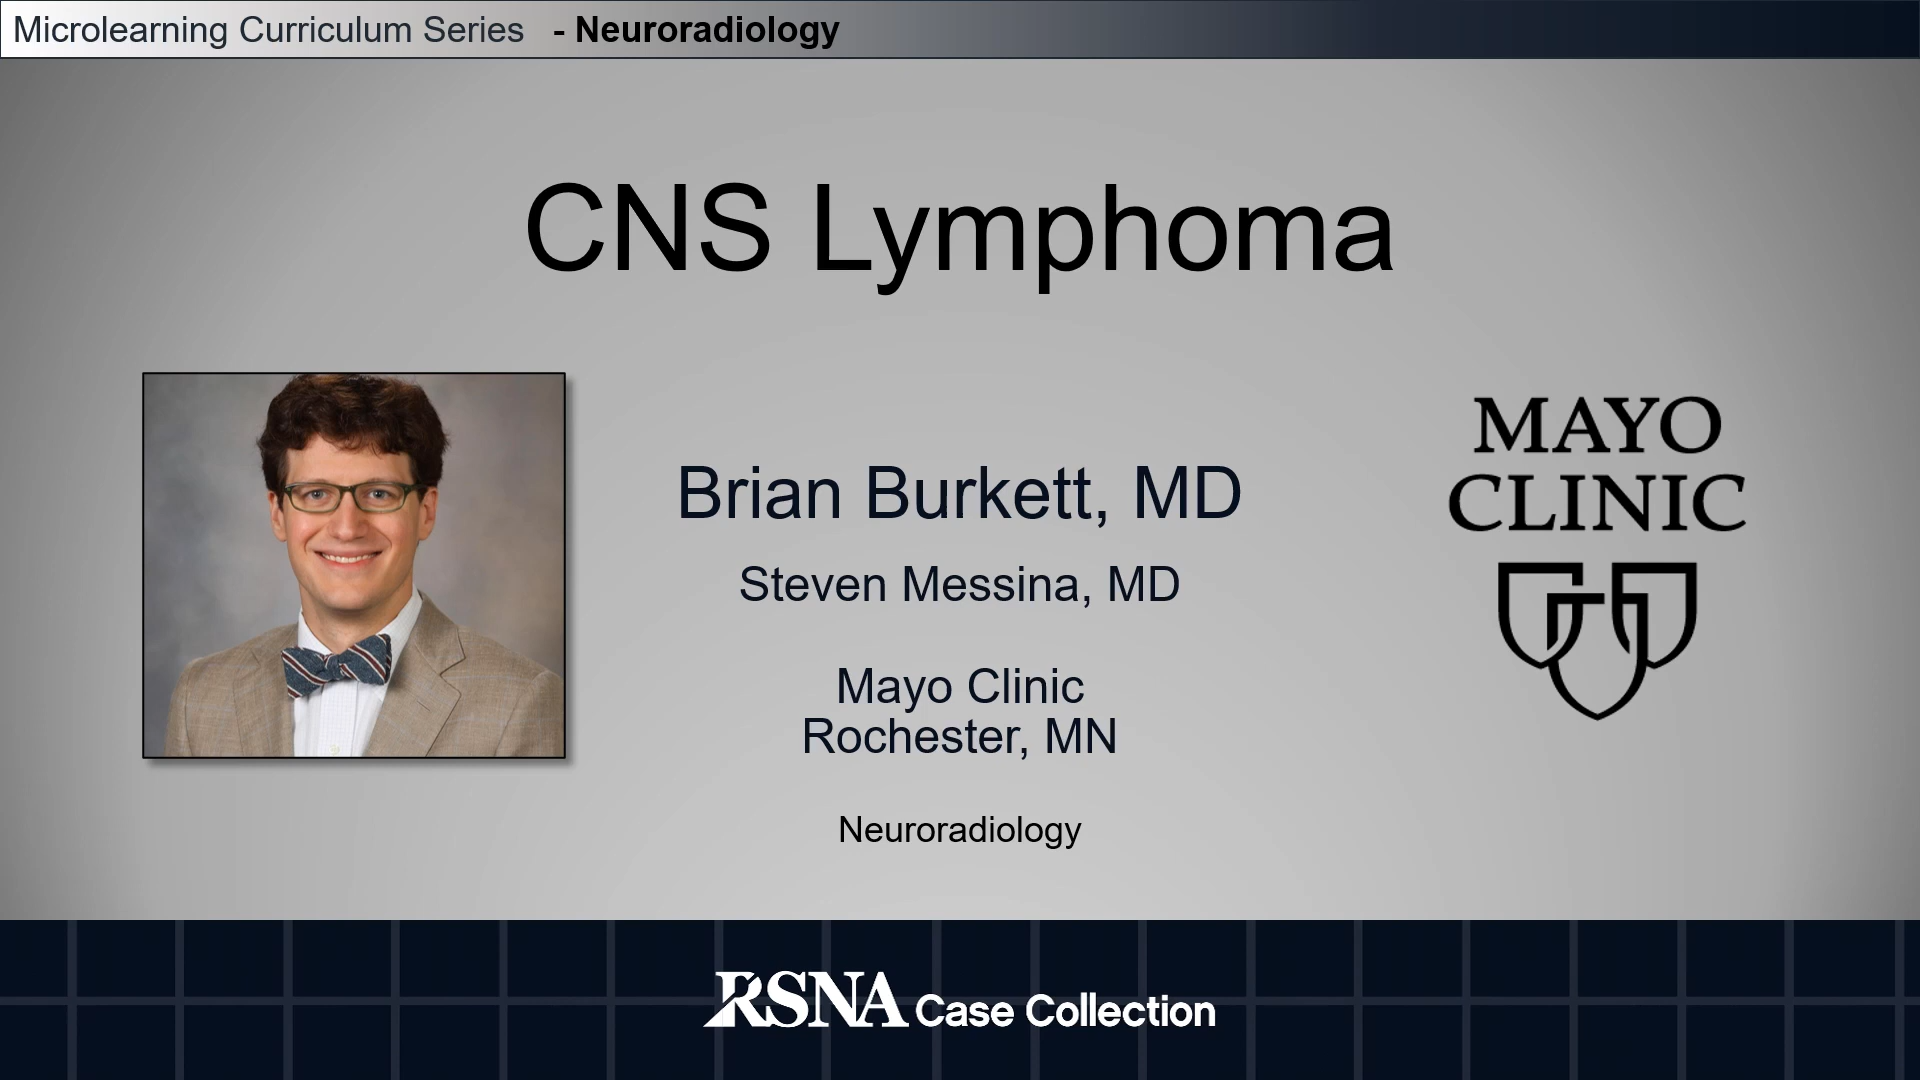 Microlearning Curriculum Series - Neuroradiology
CNS Lymphoma
Brian Burkett, MD
Steven Messina, MD
Mayo Clinic
Rochester, MN
Neuroradiology
MAYO
CLINIC
RSNA Case Collection